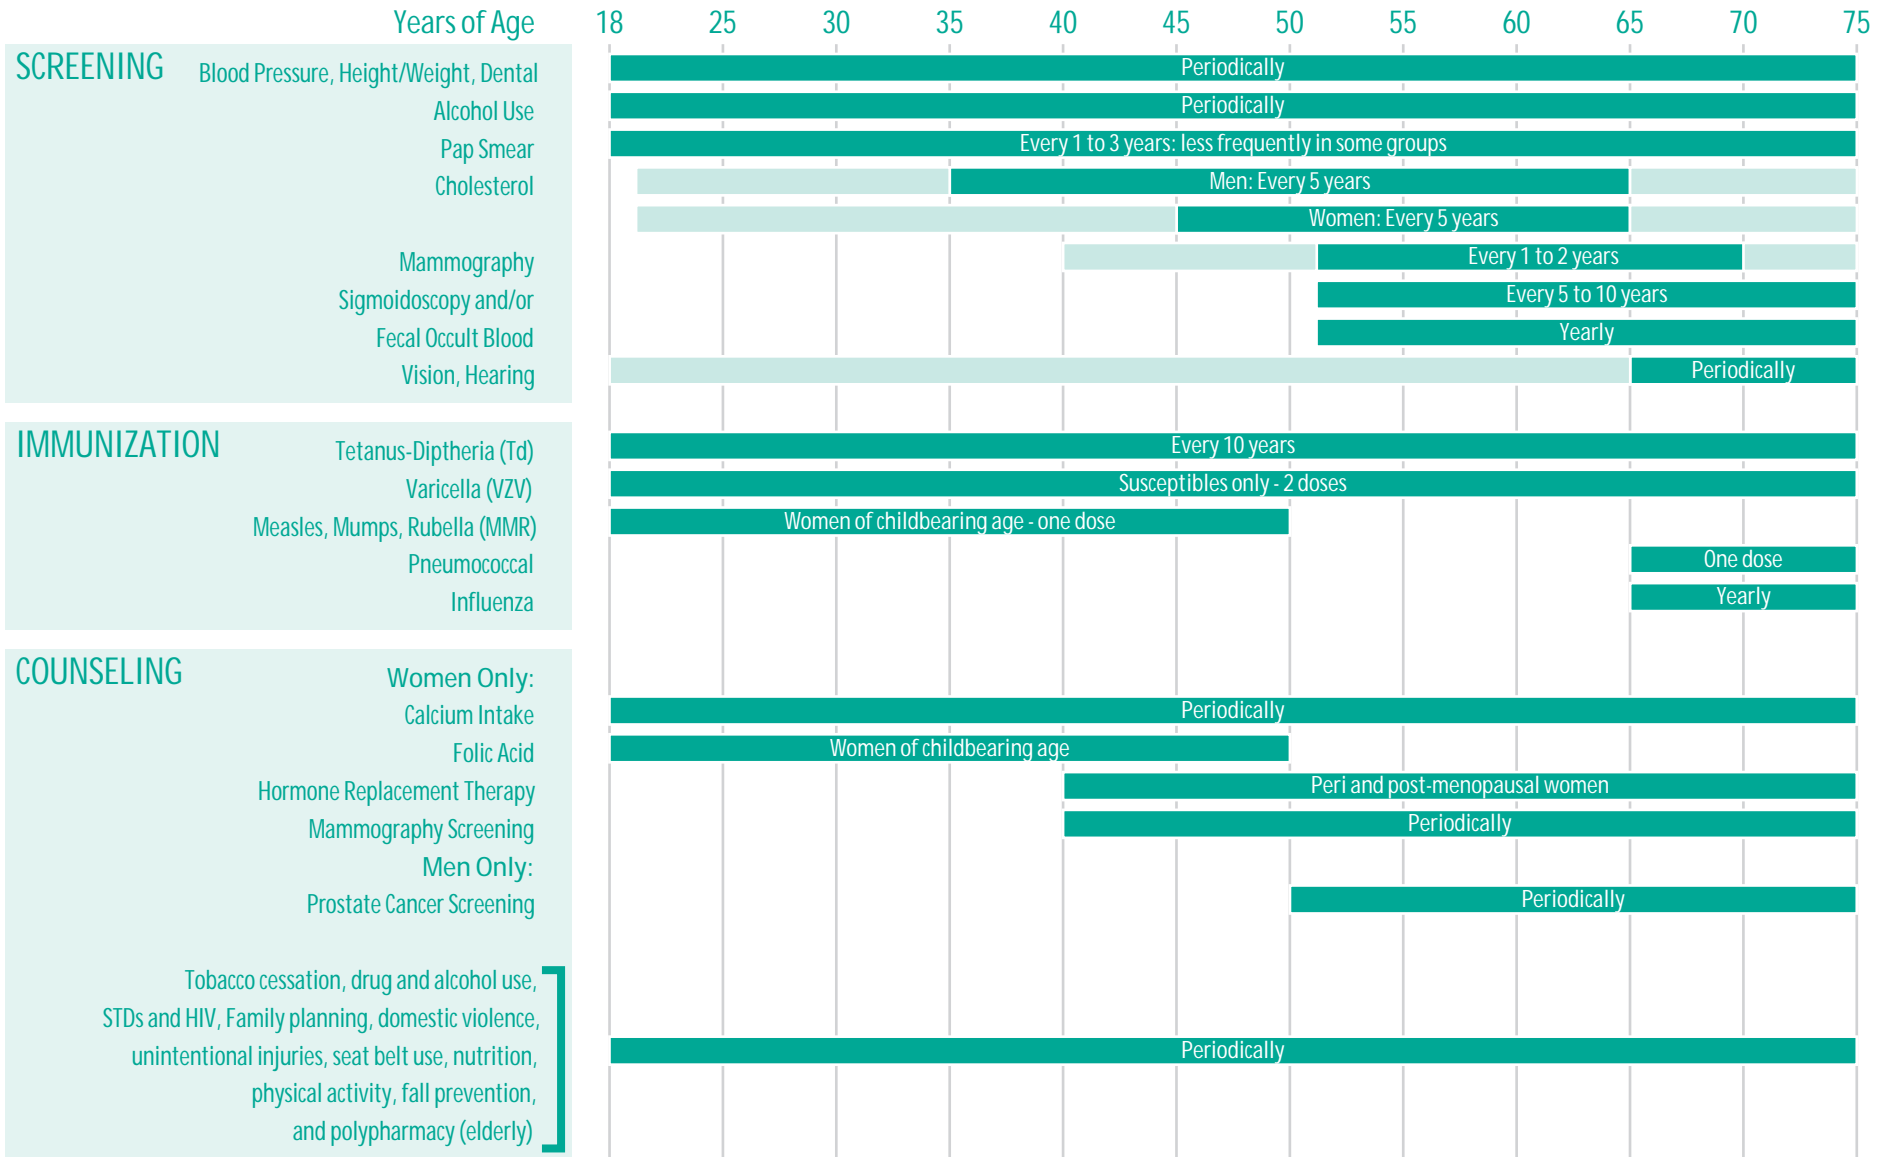 Years of Age 18 25 30 35 40 45 50 55 60 65 70 75
SCREENING Blood Pressure, Height/Weight, Dental Periodically
Alcohol Use Periodically
Pap Smear Every 1 to 3 years: less frequently in some groups
Cholesterol Men: Every 5 years
Women: Every 5 years
Mammography Every 1 to 2 years
Sigmoidoscopy and/or Every 5 to 10 years
Fecal Occult Blood Yearly
Vision, Hearing Periodically
IMMUNIZATION Tetanus-Diptheria (Td) Every 10 years
Varicella (VZV) Susceptibles only - 2 doses
Measles, Mumps, Rubella (MMR) Women of childbearing age - one dose
Pneumococcal One dose
Influenza Yearly
COUNSELING Women Only:
Calcium Intake Periodically
Folic Acid Women of childbearing age
Hormone Replacement Therapy Peri and post-menopausal women
Mammography Screening Periodically
Men Only:
Prostate Cancer Screening Periodically
Tobacco cessation, drug and alcohol use,
STDs and HIV, Family planning, domestic violence,
unintentional injuries, seat belt use, nutrition, Periodically
physical activity, fall prevention,
and polypharmacy (elderly)